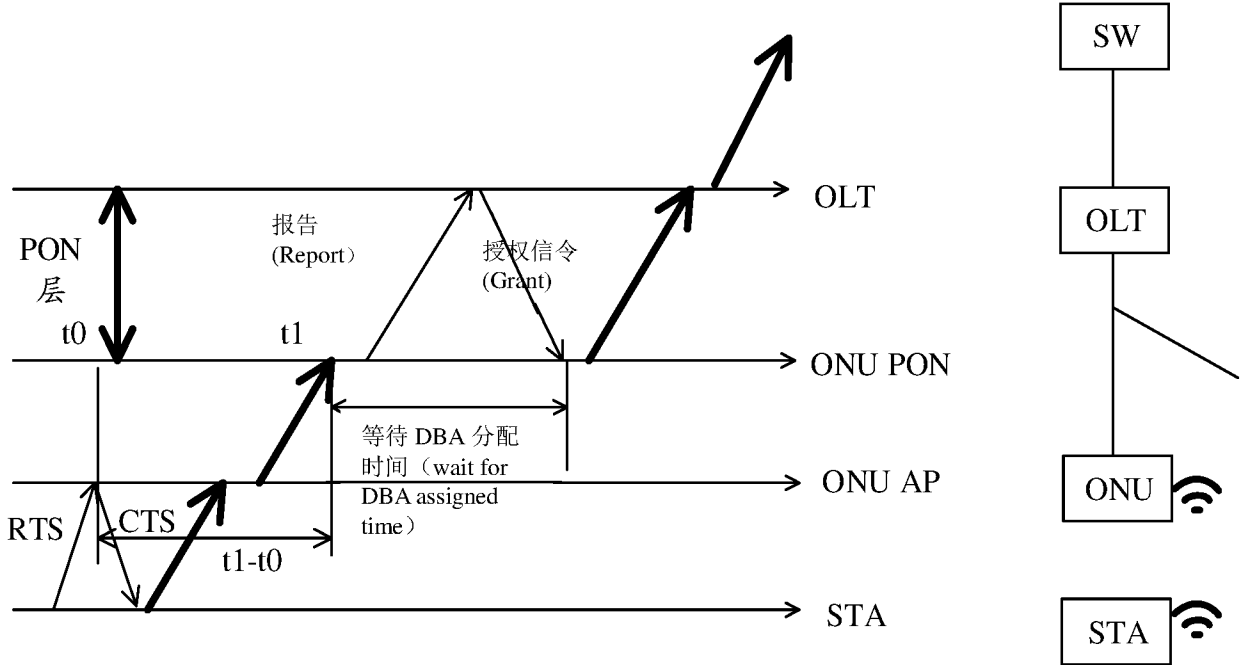 SW
OLT
OLT
报告
(Report）
授权信令
(Grant)
PON
层
t0
t1
ONU PON
等待 DBA 分配
时间（wait for
DBA assigned
time）
ONU AP
ONU
RTS
CTS
t1-t0
STA
STA